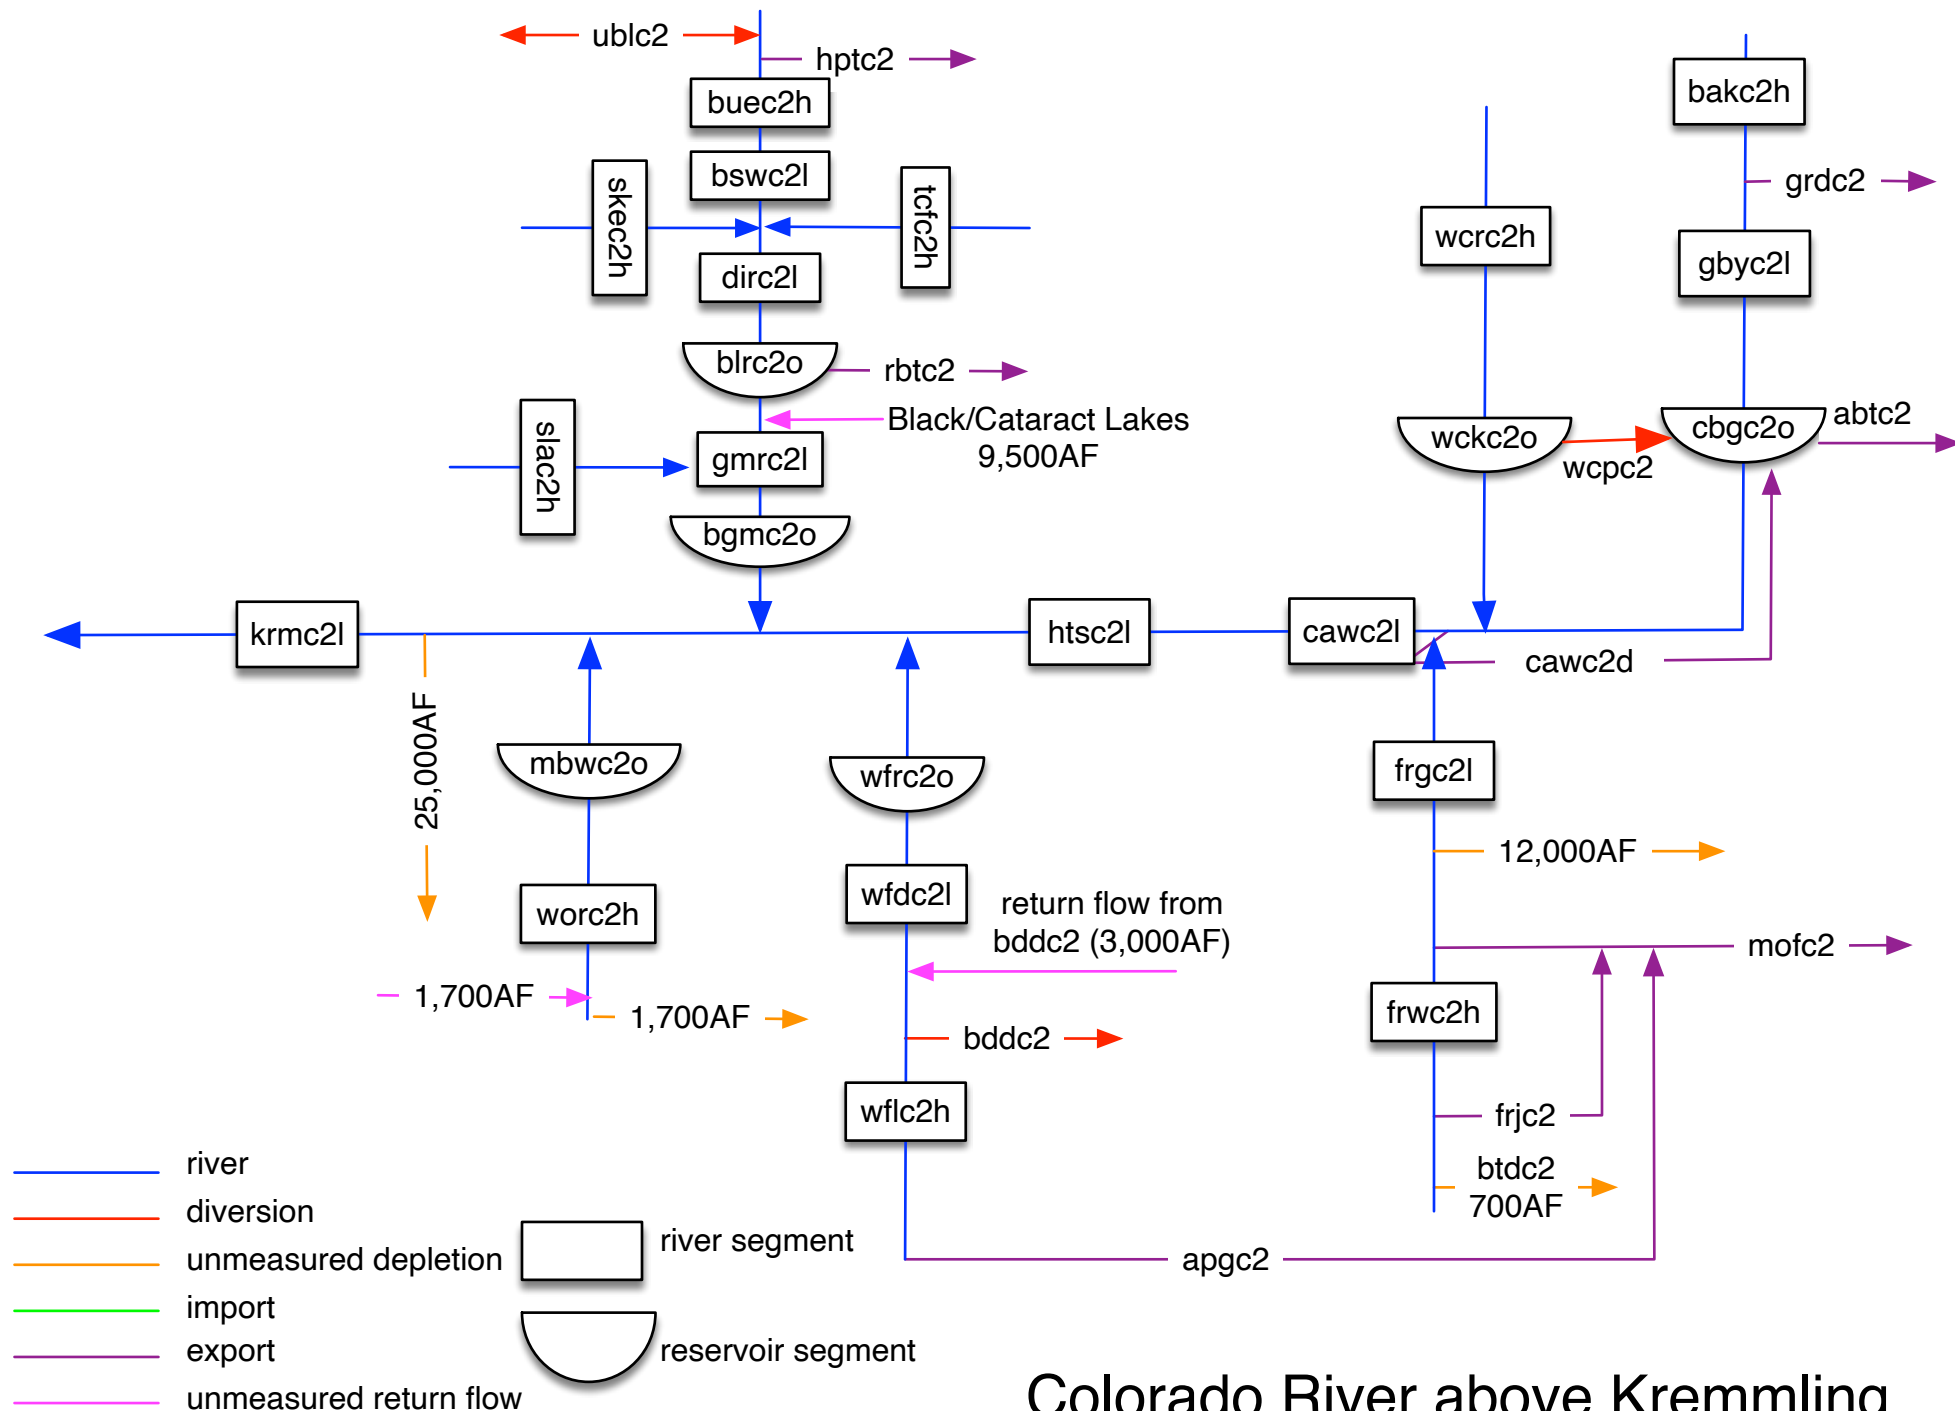 ublc2
hptc2
buec2h
bakc2h
bswc2l
grdc2
skec2h
tcfc2h
wcrc2h
gbyc2l
dirc2l
blrc2o
rbtc2
Black/Cataract Lakes
9,500AF
slac2h
gmrc2l
wckc2o
wcpc2
cbgc2o
abtc2
bgmc2o
krmc2l
htsc2l
cawc2l
cawc2d
25,000AF
mbwc2o
wfrc2o
frgc2l
12,000AF
worc2h
wfdc2l
return flow from
bddc2 (3,000AF)
mofc2
1,700AF
1,700AF
bddc2
frwc2h
wflc2h
frjc2
btdc2
700AF
apgc2
river
diversion
unmeasured depletion
import
export
unmeasured return flow
river segment
reservoir segment
Colorado River above Kremmling